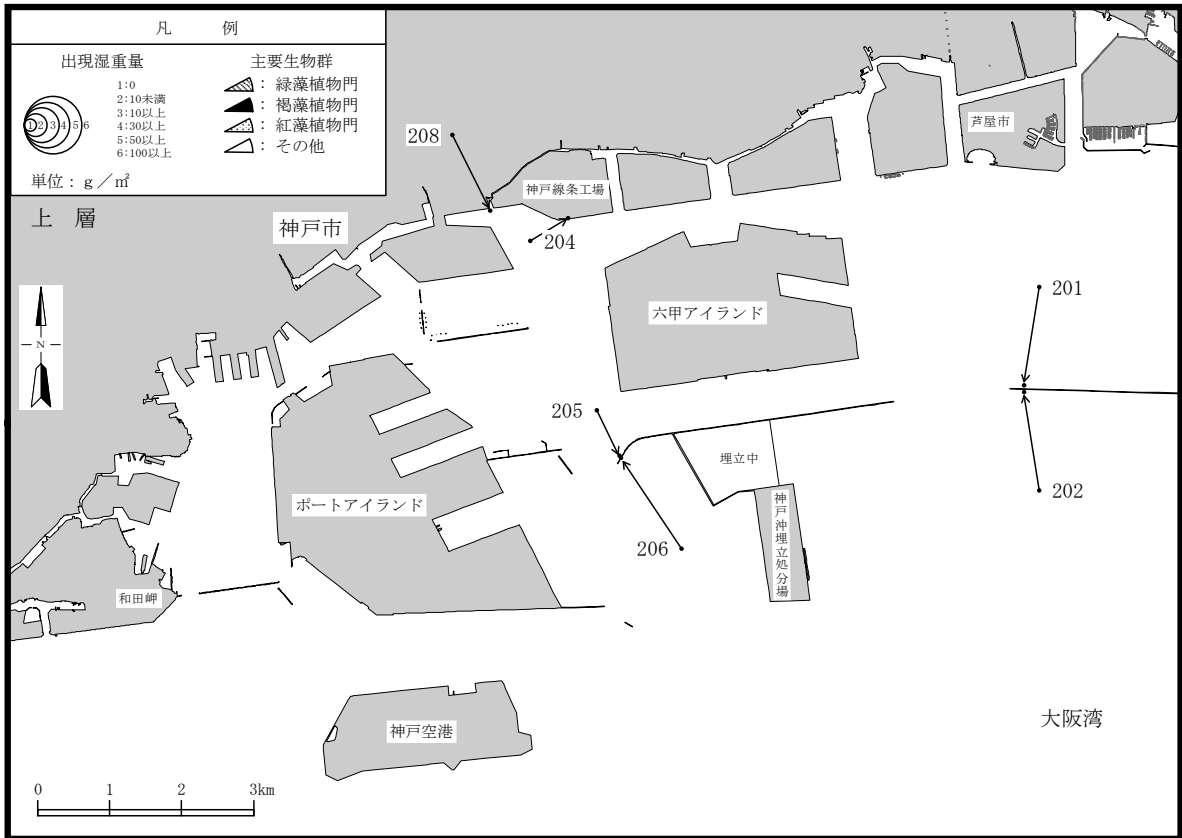 凡 例
出現湿重量
1:0
2:10未満
3:10以上
4:30以上
5:50以上
6:100以上
1 2 3 4 5 6
単位：g／㎡
主要生物群
：緑藻植物門
：褐藻植物門
：紅藻植物門
：その他
上 層
208
神戸線条工場
芦屋市
神戸市
204
N
六甲アイランド
201
205
埋立中
ポートアイランド
202
神戸沖埋立処分場
206
和田岬
神戸空港
大阪湾
0 1 2 3km